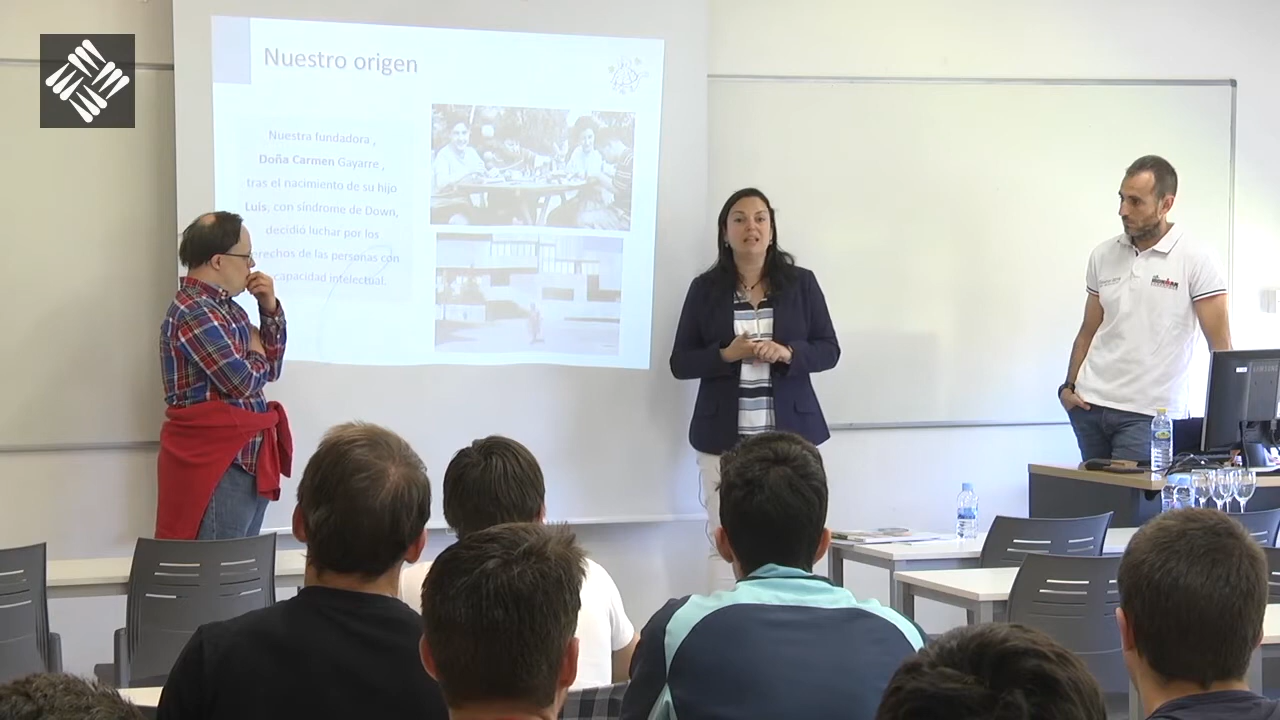 Nuestro origen
Nuestra fundadora ,
Doña Carmen Gayarre ,
tras el nacimiento de su hijo
Luis, con síndrome de Down,
decidió luchar por los
derechos de las personas con
capacidad intelectual.